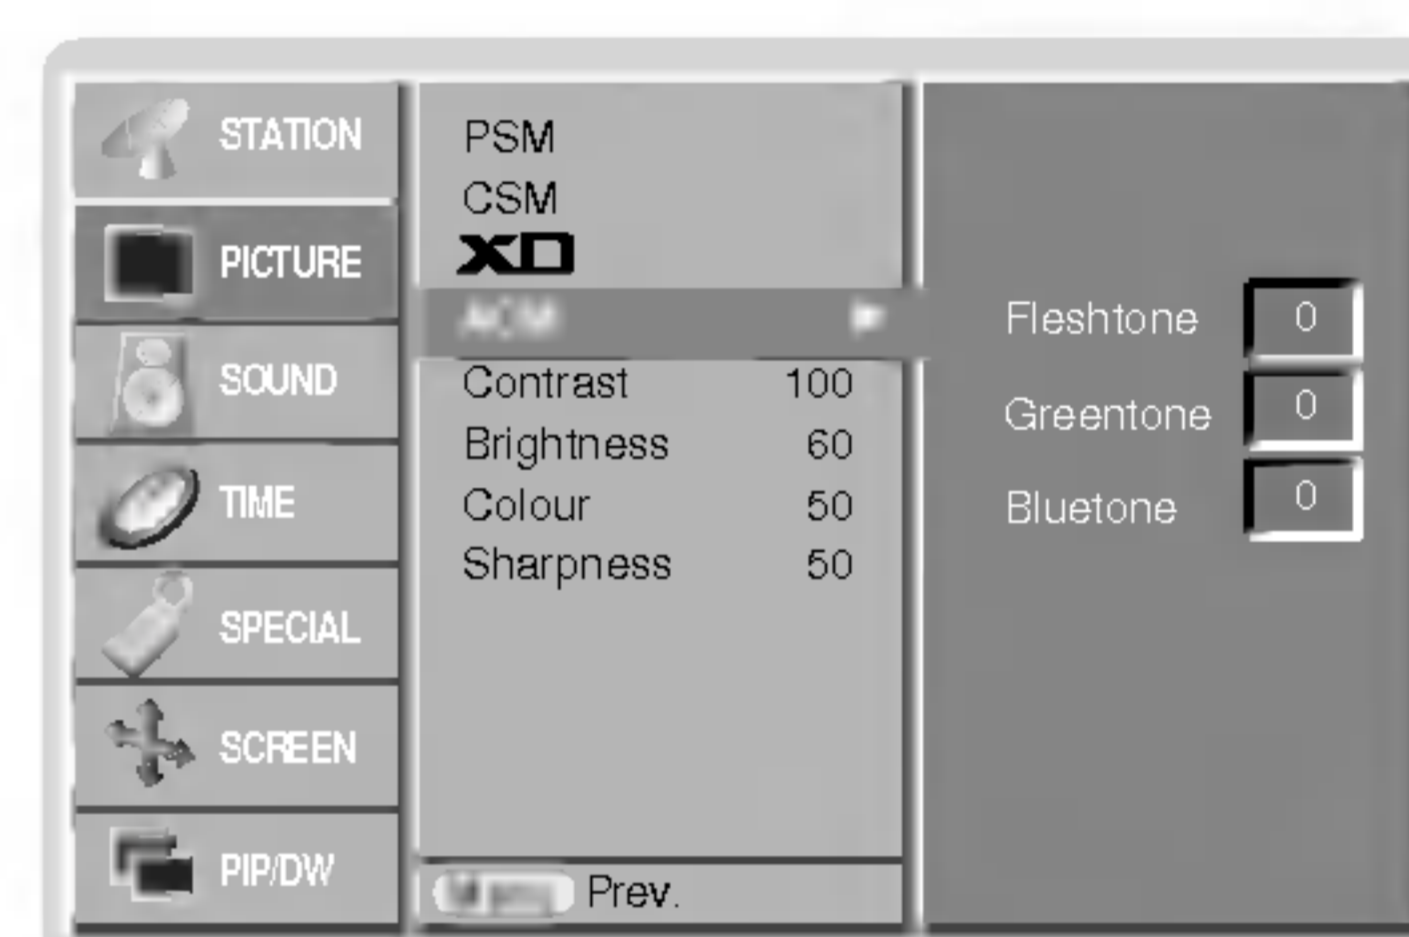 STATION
PICTURE
SOUND
TIME
SPECIAL
SCREEN
PIP/DW
PSM
CSM
XD
ACM
Contrast 100
Brightness 60
Colour 50
Sharpness 50
Prev.
Fleshtone 0
Greentone 0
Bluetone 0